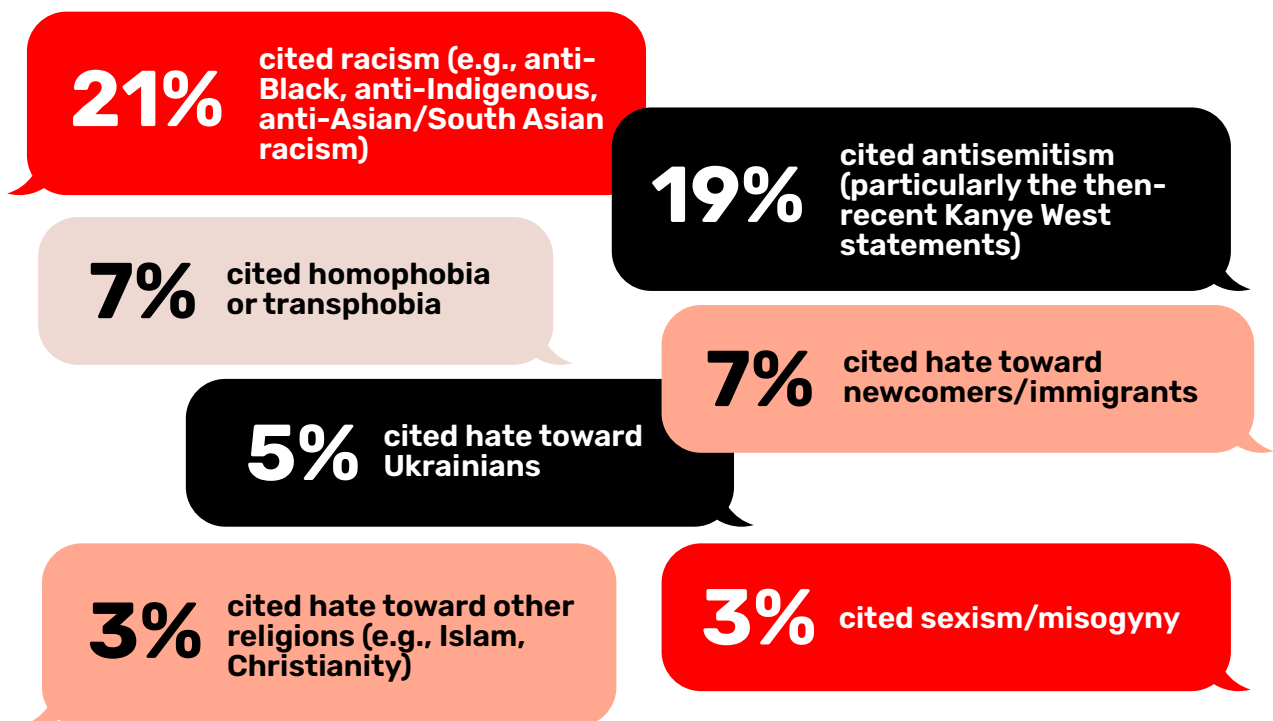 21%
cited racism (e.g., anti-
Black, anti-Indigenous,
anti-Asian/South Asian
racism)
19%
cited antisemitism
(particularly the then-
recent Kanye West
statements)
7%
cited homophobia
or transphobia
7%
cited hate toward
newcomers/immigrants
5%
cited hate toward
Ukrainians
3%
cited hate toward other
religions (e.g., Islam,
Christianity)
3%
cited sexism/misogyny